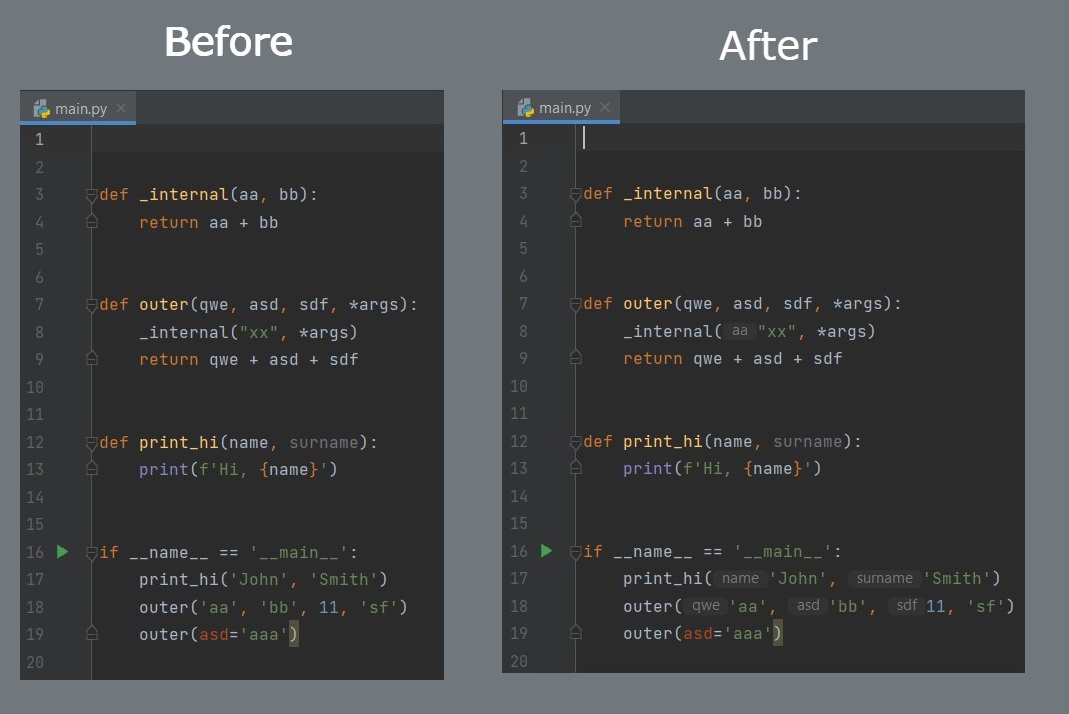 Before
main.py
1
2
3 def _internal(aa, bb):
4     return aa + bb
5
6
7 def outer(qwe, asd, sdf, *args):
8     _internal("xx", *args)
9     return qwe + asd + sdf
10
11
12 def print_hi(name, surname):
13     print(f'Hi, {name}')
14
15
16 if __name__ == '__main__':
17     print_hi('John', 'Smith')
18     outer('aa', 'bb', 11, 'sf')
19     outer(asd='aaa')
20
After
main.py
1
2
3 def _internal(aa, bb):
4     return aa + bb
5
6
7 def outer(qwe, asd, sdf, *args):
8     _internal( aa "xx", *args)
9     return qwe + asd + sdf
10
11
12 def print_hi(name, surname):
13     print(f'Hi, {name}')
14
15
16 if __name__ == '__main__':
17     print_hi( name 'John', surname 'Smith')
18     outer( qwe 'aa', asd 'bb', sdf 11, 'sf')
19     outer(asd='aaa')
20